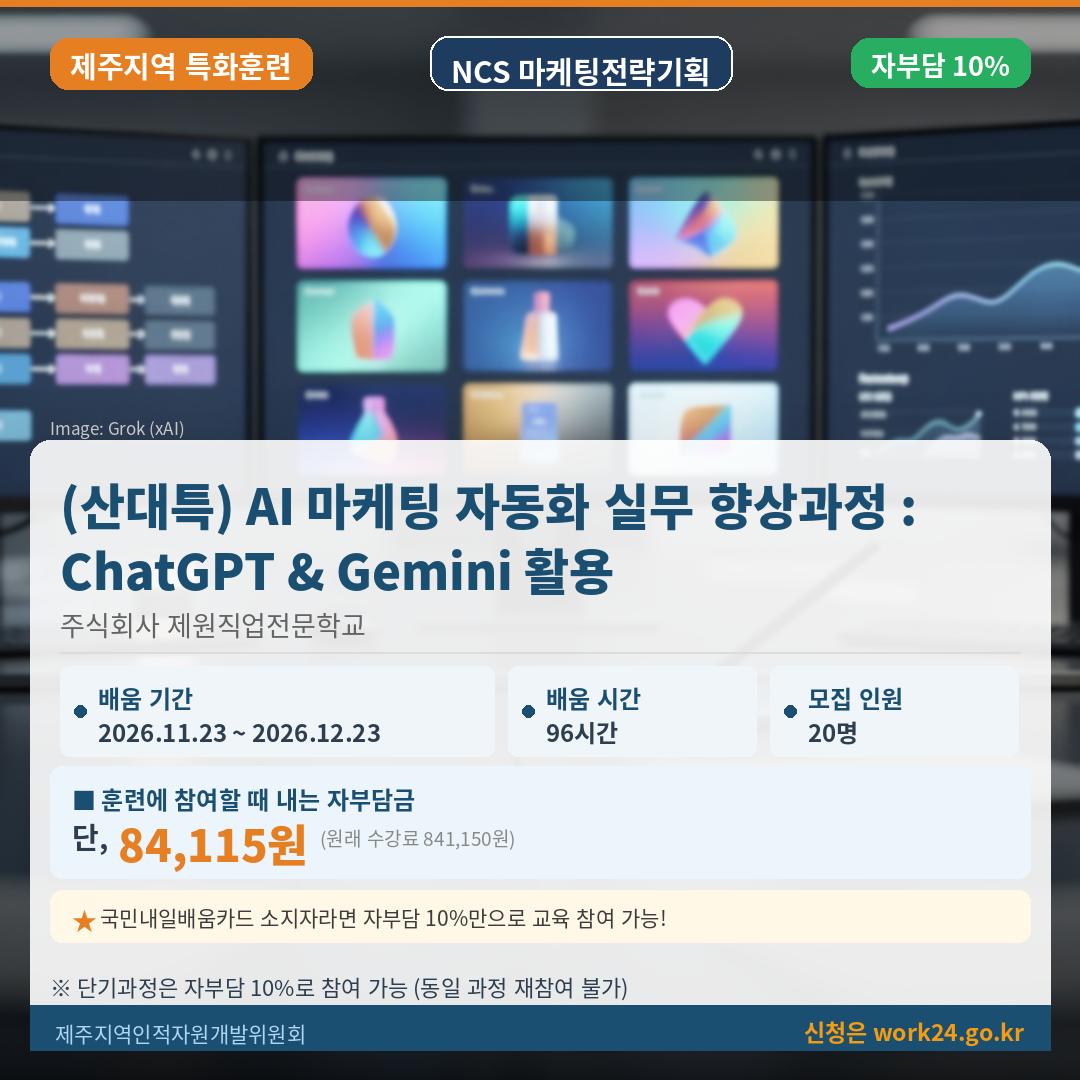 제주지역 특화훈련
NCS 마케팅전략기획
자부담 10%
Image: Grok (xAI)
(산대특) AI 마케팅 자동화 실무 향상과정 :
ChatGPT & Gemini 활용
주식회사 제원직업전문학교
배움 기간
2026.11.23 ~ 2026.12.23
배움 시간
96시간
모집 인원
20명
■ 훈련에 참여할 때 내는 자부담금
단, 84,115원 (원래 수강료 841,150원)
★ 국민내일배움카드 소지자라면 자부담 10%만으로 교육 참여 가능!
※ 단기과정은 자부담 10%로 참여 가능 (동일 과정 재참여 불가)
제주지역인적자원개발위원회
신청은 work24.go.kr